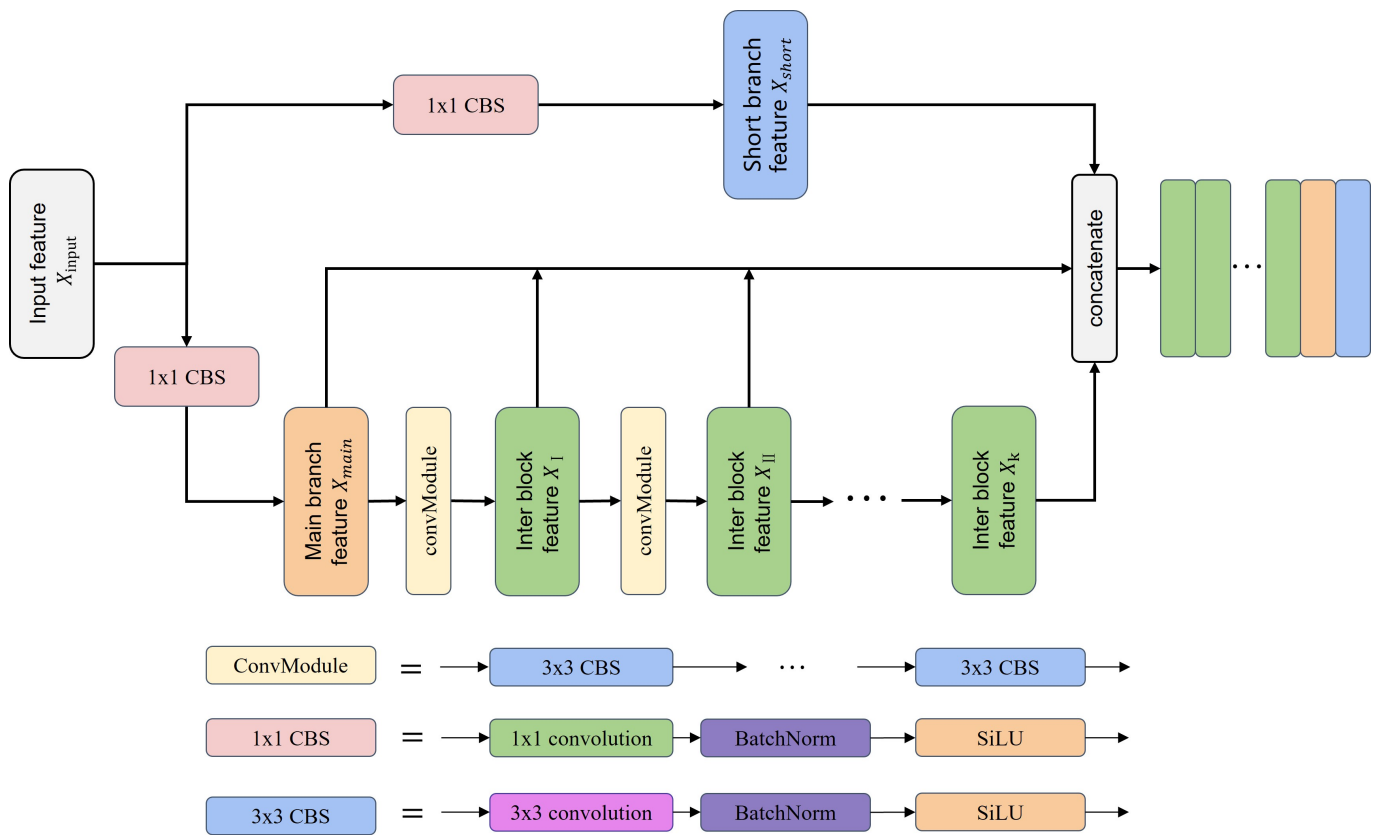 1x1 CBS
Short branch
feature X_short
Input feature
X_input
concatenate
...
1x1 CBS
Main branch
feature X_main
convModule
Inter block
feature X_I
convModule
Inter block
feature X_II
...
Inter block
feature X_k
ConvModule
=
3x3 CBS
...
3x3 CBS
1x1 CBS
=
1x1 convolution
BatchNorm
SiLU
3x3 CBS
=
3x3 convolution
BatchNorm
SiLU